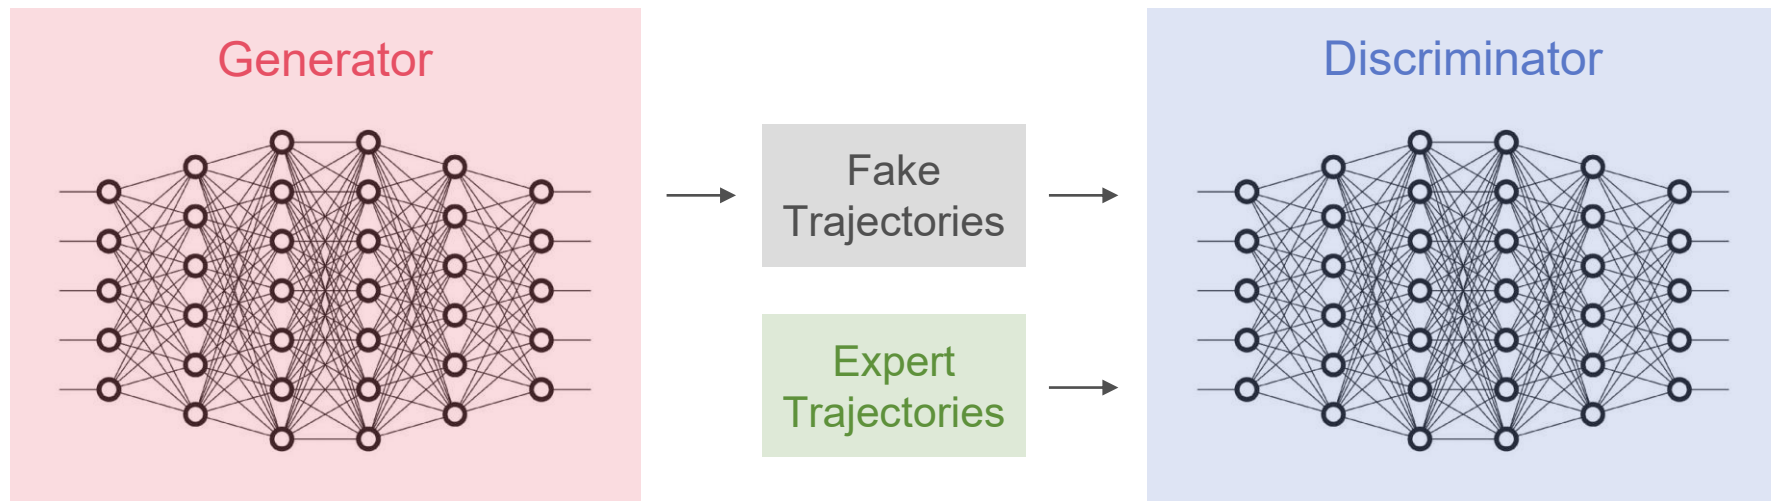 Generator
Fake
Trajectories
Expert
Trajectories
Discriminator